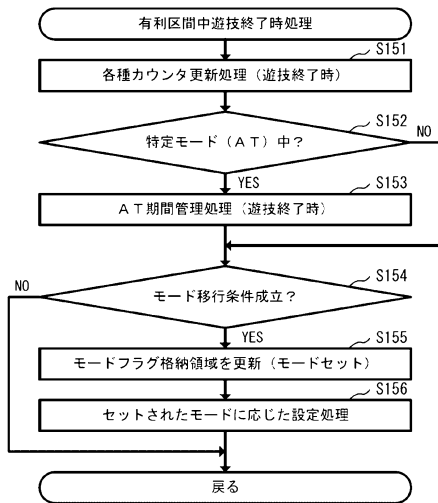 有利区間中遊技終了時処理
S151
各種カウンタ更新処理(遊技終了時)
S152
特定モード(AT)中?
NO
YES
S153
AT期間管理処理(遊技終了時)
S154
NO
モード移行条件成立?
YES
S155
モードフラグ格納領域を更新(モードセット)
S156
セットされたモードに応じた設定処理
戻る